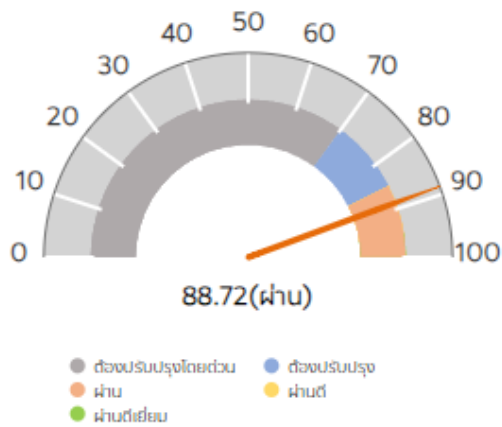 50
40
60
30
70
20
80
10
90
0
100
88.72(ผ่าน)
ต้องปรับปรุงโดยด่วน
ต้องปรับปรุง
ผ่าน
ผ่านดี
ผ่านดีเยี่ยม